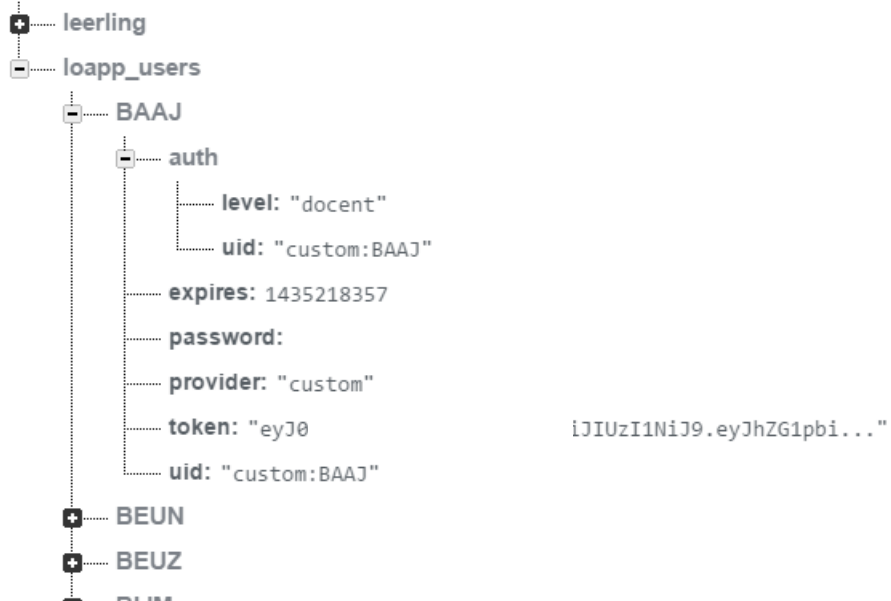 leerling
loapp_users
BAAJ
auth
level: "docent"
uid: "custom:BAAJ"
expires: 1435218357
password:
provider: "custom"
token: "eyJ0 iJIUzI1NiJ9.eyJhZG1pbi..."
uid: "custom:BAAJ"
BEUN
BEUZ